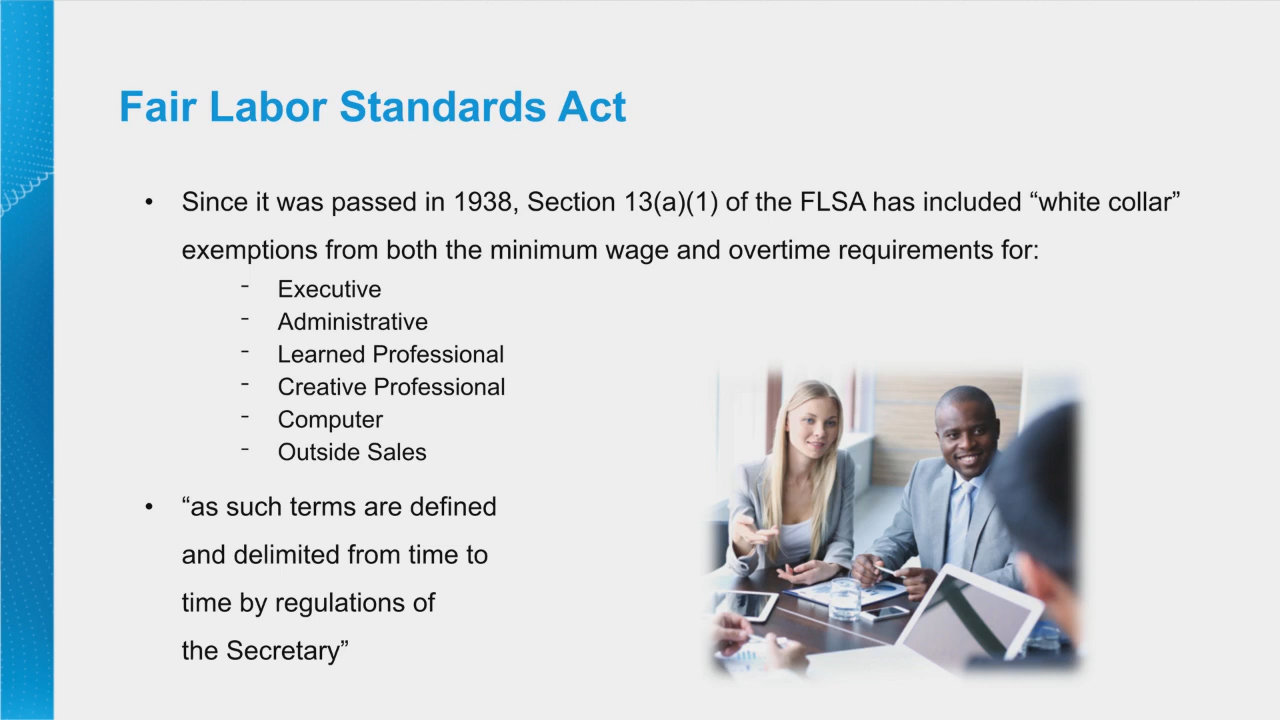 Fair Labor Standards Act
• Since it was passed in 1938, Section 13(a)(1) of the FLSA has included “white collar”
exemptions from both the minimum wage and overtime requirements for:
- Executive
- Administrative
- Learned Professional
- Creative Professional
- Computer
- Outside Sales
• “as such terms are defined
and delimited from time to
time by regulations of
the Secretary”